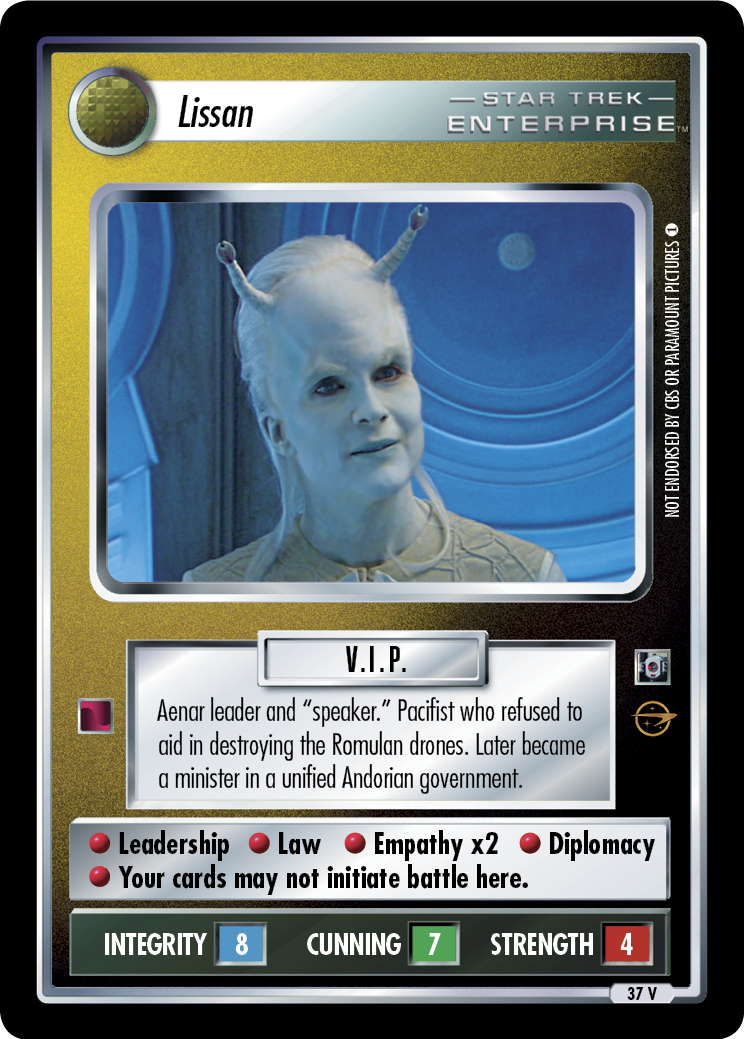 Lissan
STAR TREK
ENTERPRISE™
NOT ENDORSED BY CBS OR PARAMOUNT PICTURES 1
V.I.P.
Aenar leader and “speaker.” Pacifist who refused to
aid in destroying the Romulan drones. Later became
a minister in a unified Andorian government.
Leadership Law Empathy x2 Diplomacy
Your cards may not initiate battle here.
INTEGRITY 8 CUNNING 7 STRENGTH 4
37 V